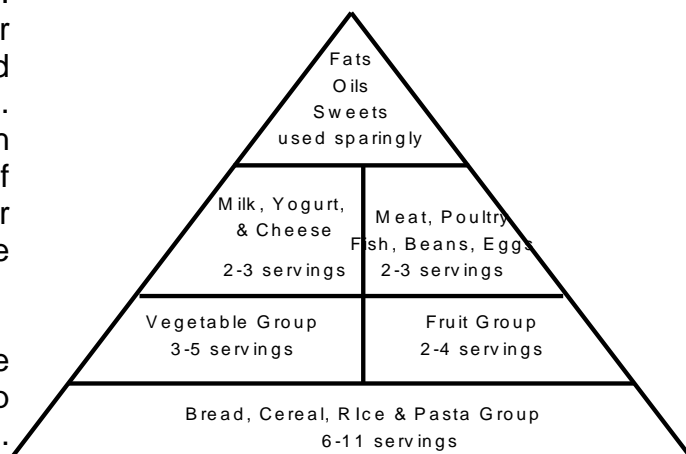 r
d
.
n
f
r
e
e
o
.
Fats
Oils
Sweets
used sparingly
Milk, Yogurt,
& Cheese
2-3 servings
Meat, Poultry
Fish, Beans, Eggs
2-3 servings
Vegetable Group
3-5 servings
Fruit Group
2-4 servings
Bread, Cereal, RIce & Pasta Group
6-11 servings